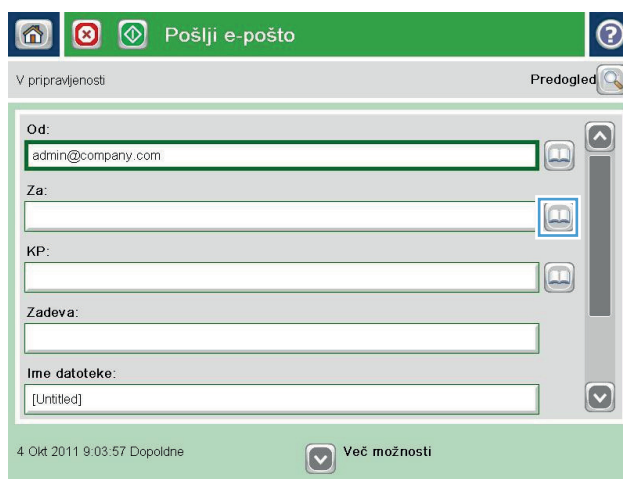 Pošlji e-pošto
?
V pripravljenosti
Predogled
Od:
admin@company.com
Za:
KP:
Zadeva:
Ime datoteke:
[Untitled]
4 Okt 2011 9:03:57 Dopoldne
Več možnosti